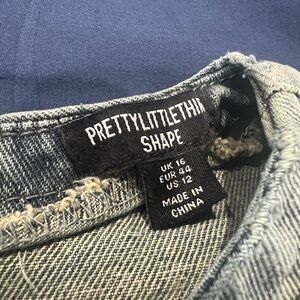 PRETTYLITTLETHIN
SHAPE
UK 16
EUR 44
US 12
MADE IN
CHINA